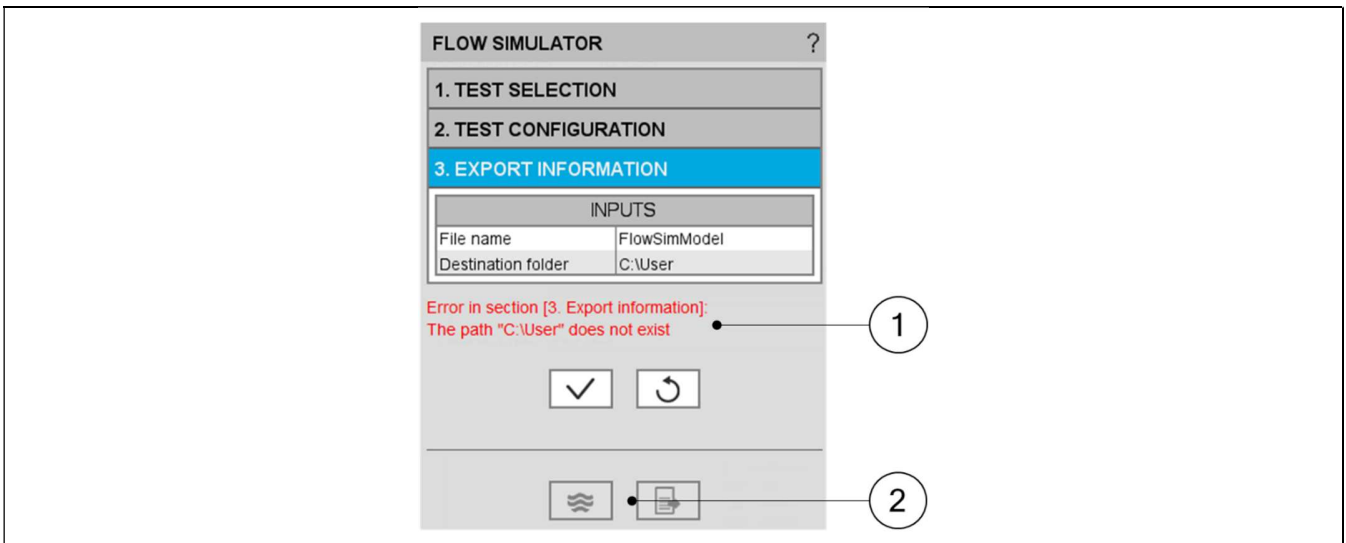 FLOW SIMULATOR ?
1. TEST SELECTION
2. TEST CONFIGURATION
3. EXPORT INFORMATION
INPUTS
File name FlowSimModel
Destination folder C:\User
Error in section [3. Export information]:
The path "C:\User" does not exist
1
2